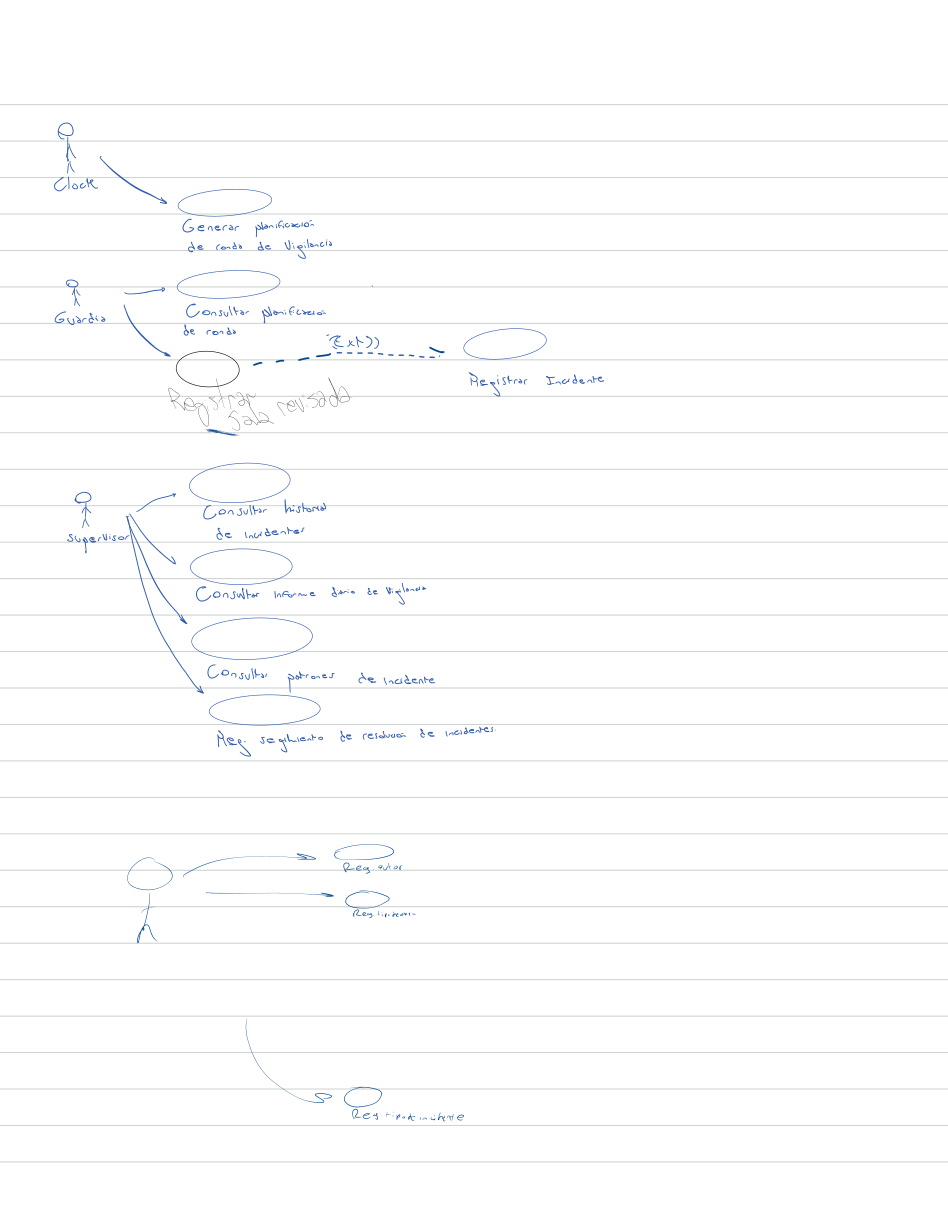 Clock
Generar planificación
de ronda de Vigilancia
Guardia
Consultar planificación
de ronda
Ext))
Registrar Incidente
Registrar
sala revisada
Supervisor
Consultar historial
de incidentes
Consultar informe diario de Vigilancia
Consultar patrones de incidente
Reg. de resolución de incidentes.
Reg. autor
Reg.
Reg. tipo de incidente